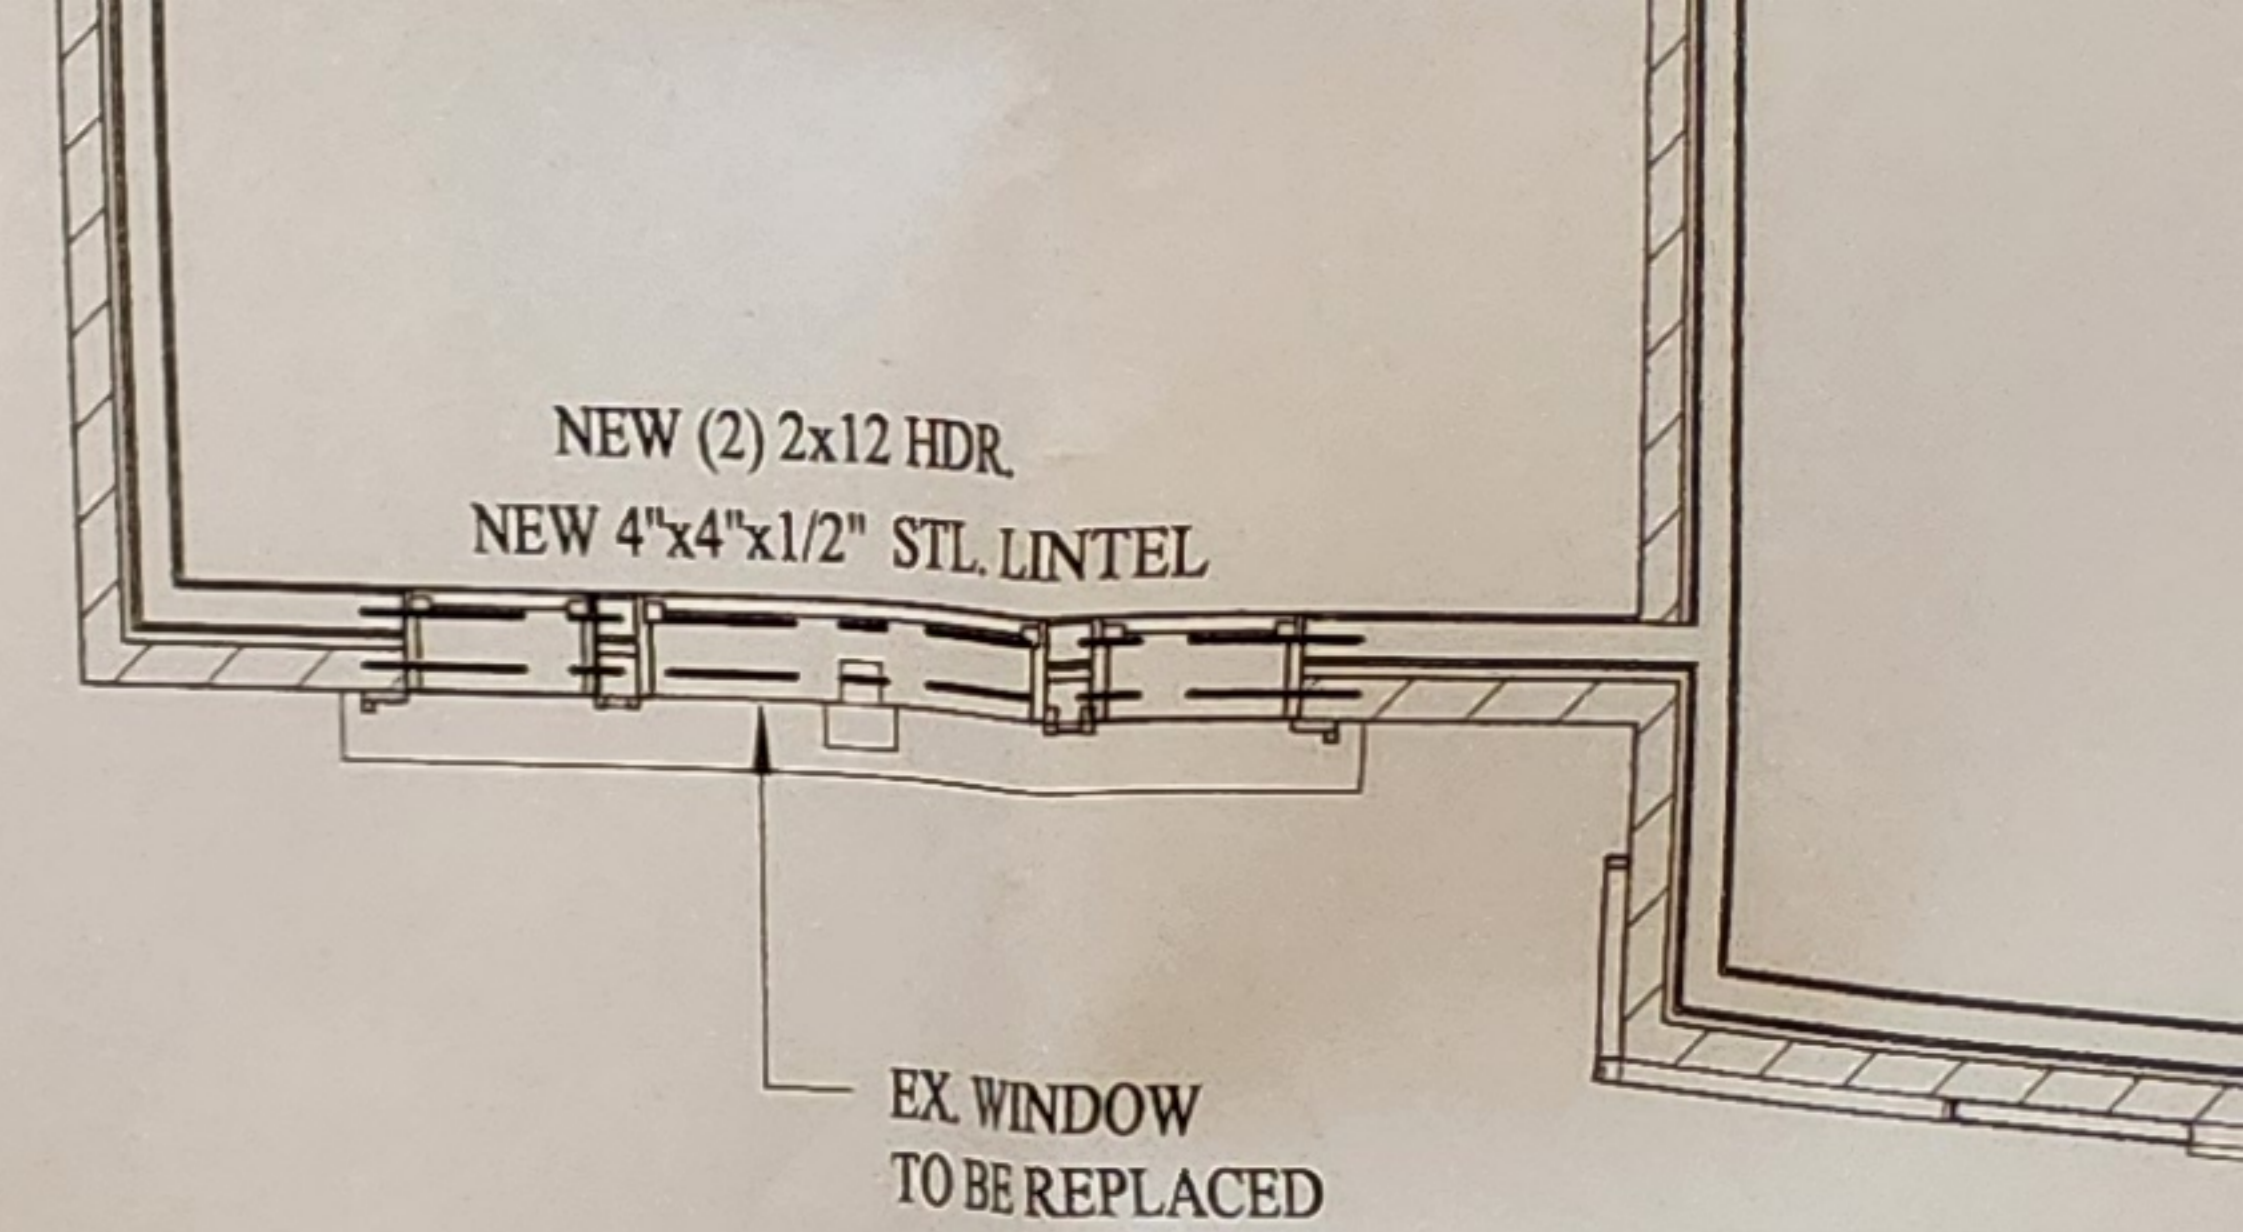 NEW (2) 2x12 HDR.
NEW 4"x4"x1/2" STL. LINTEL
EX. WINDOW
TO BE REPLACED